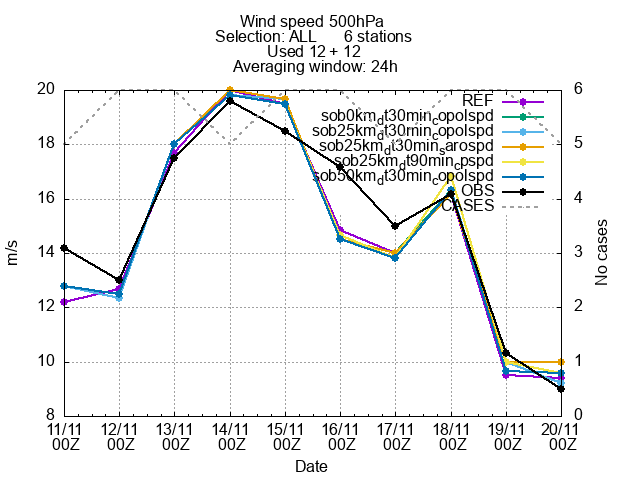 Wind speed 500hPa
Selection: ALL 6 stations
Used 12 + 12
Averaging window: 24h
20
18
16
14
12
10
8
m/s
6
5
4
3
2
1
0
No cases
REF
sob0km_dt30min_copolspd
sob25km_dt30min_copolspd
sob25km_dt30min_sarospd
sob25km_dt90min_cpspd
sob50km_dt30min_copolspd
OBS
CASES
11/11 12/11 13/11 14/11 15/11 16/11 17/11 18/11 19/11 20/11
00Z 00Z 00Z 00Z 00Z 00Z 00Z 00Z 00Z 00Z
Date